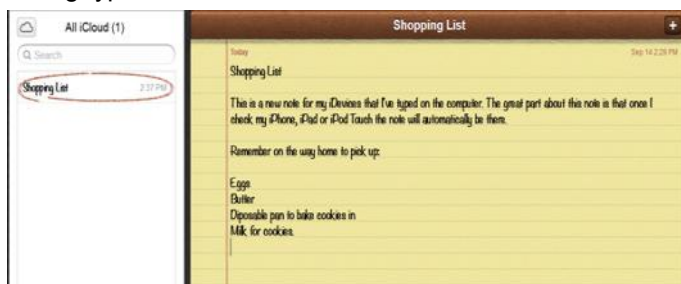 All iCloud (1)
Shopping List
+
Search
Shopping List 2:37 PM
Today Sep 14 2:28 PM
Shopping List
This is a new note for my iDevices that I've typed on the computer. The great part about this note is that once I
check my iPhone, iPad or iPod Touch the note will automatically be there.
Remember on the way home to pick up:
Eggs
Butter
Diposable pan to bake cookies in
Milk for cookies.